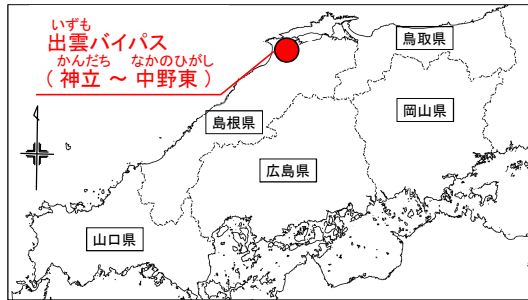 いずも
出雲バイパス
かんだち なかのひがし
( 神立 ～ 中野東 )
鳥取県
岡山県
島根県
広島県
山口県